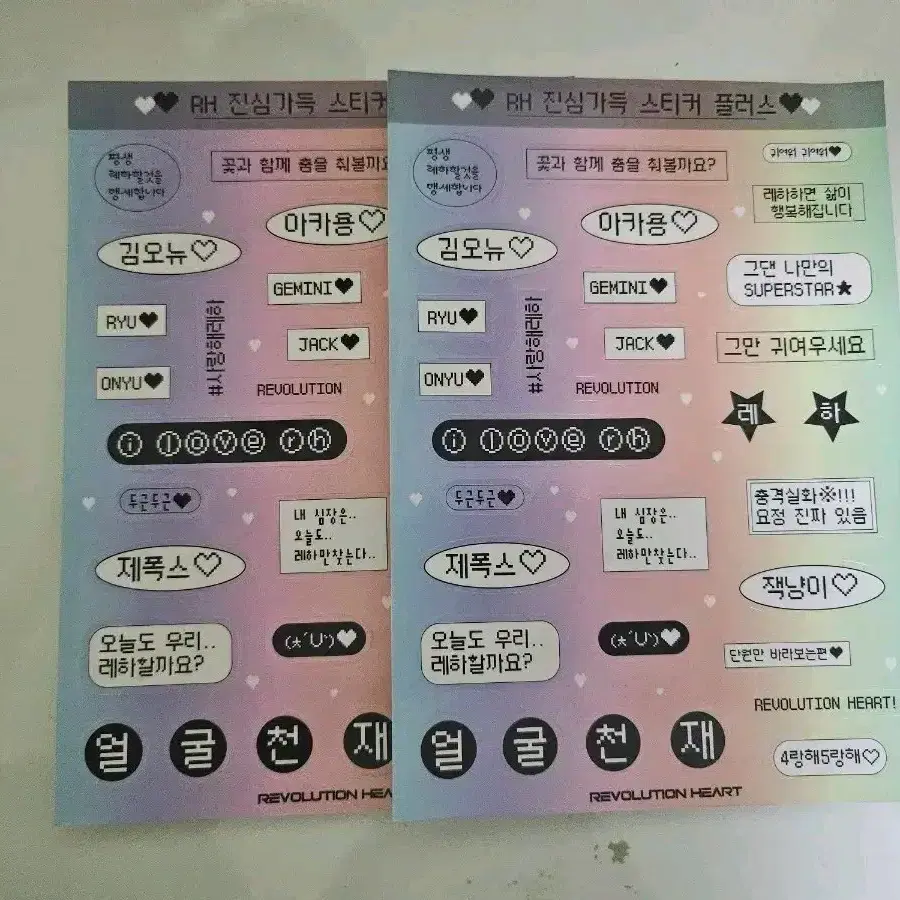 RH 진심가득 스티커
평생
레하할것을
맹세합니다
꽃과 함께 춤을 춰볼까요
김오뉴♡
아카용♡
RYU♥
GEMINI♥
#사랑해레하
JACK♥
ONYU♥
REVOLUTION
i love rh
두근두근♥
내 심장은..
오늘도..
레하만찾는다..
제폭스♡
오늘도 우리..
레하할까요?
얼굴천재
REVOLUTION HEA
RH 진심가득 스티커 플러스
평생
레하할것을
맹세합니다
꽃과 함께 춤을 춰볼까요?
귀여워 귀여워♥
레하하면 삶이
행복해집니다
김오뉴♡
아카용♡
그댄 나만의
SUPERSTAR★
RYU♥
GEMINI♥
#사랑해레하
JACK♥
그만 귀여우세요
ONYU♥
REVOLUTION
레하
i love rh
두근두근♥
내 심장은..
오늘도..
레하만찾는다..
충격실화※!!!
요정 진짜 있음
제폭스♡
잭냥이♡
오늘도 우리..
레하할까요?
단원만 바라보는편♥
REVOLUTION HEART!
얼굴천재
4랑해5랑해♡
REVOLUTION HEART